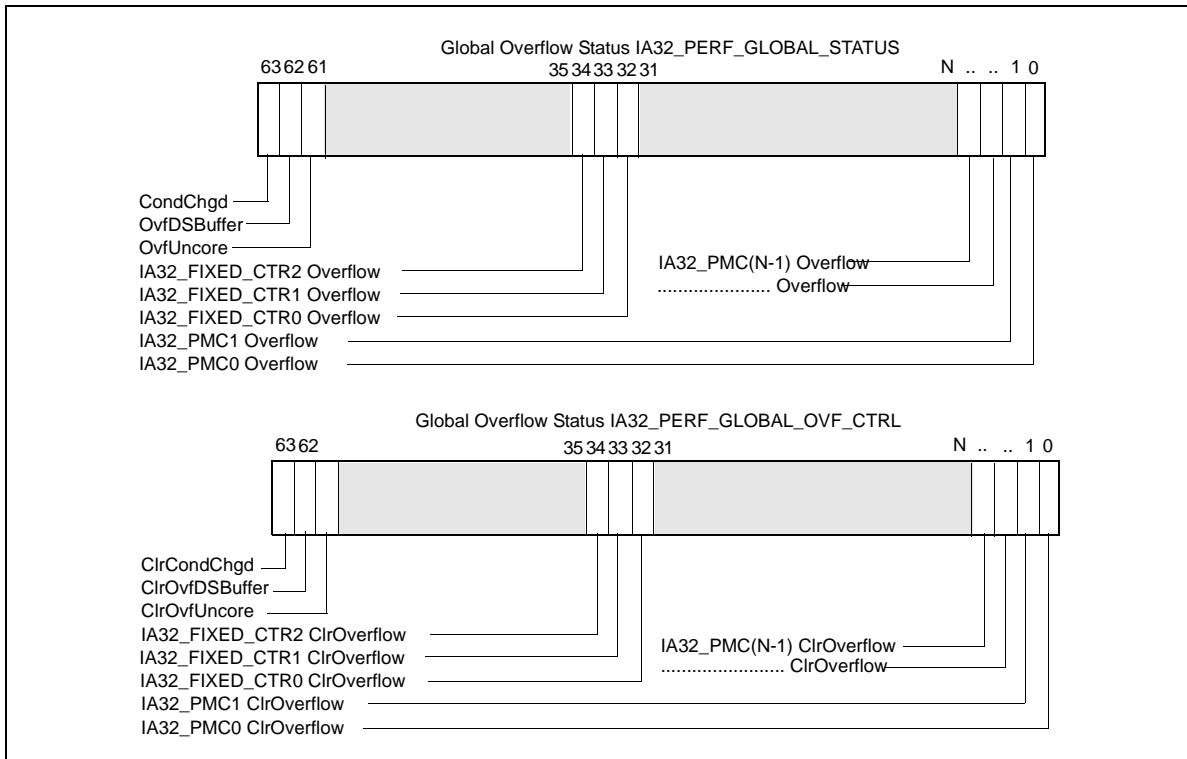 Global Overflow Status IA32_PERF_GLOBAL_STATUS
63 62 61 35 34 33 32 31 N .. .. 1 0
CondChgd
OvfDSBuffer
OvfUncore
IA32_FIXED_CTR2 Overflow
IA32_FIXED_CTR1 Overflow
IA32_FIXED_CTR0 Overflow
IA32_PMC1 Overflow
IA32_PMC0 Overflow
IA32_PMC(N-1) Overflow
...................... Overflow
Global Overflow Status IA32_PERF_GLOBAL_OVF_CTRL
63 62 35 34 33 32 31 N .. .. 1 0
ClrCondChgd
ClrOvfDSBuffer
ClrOvfUncore
IA32_FIXED_CTR2 ClrOverflow
IA32_FIXED_CTR1 ClrOverflow
IA32_FIXED_CTR0 ClrOverflow
IA32_PMC1 ClrOverflow
IA32_PMC0 ClrOverflow
IA32_PMC(N-1) ClrOverflow
........................ ClrOverflow